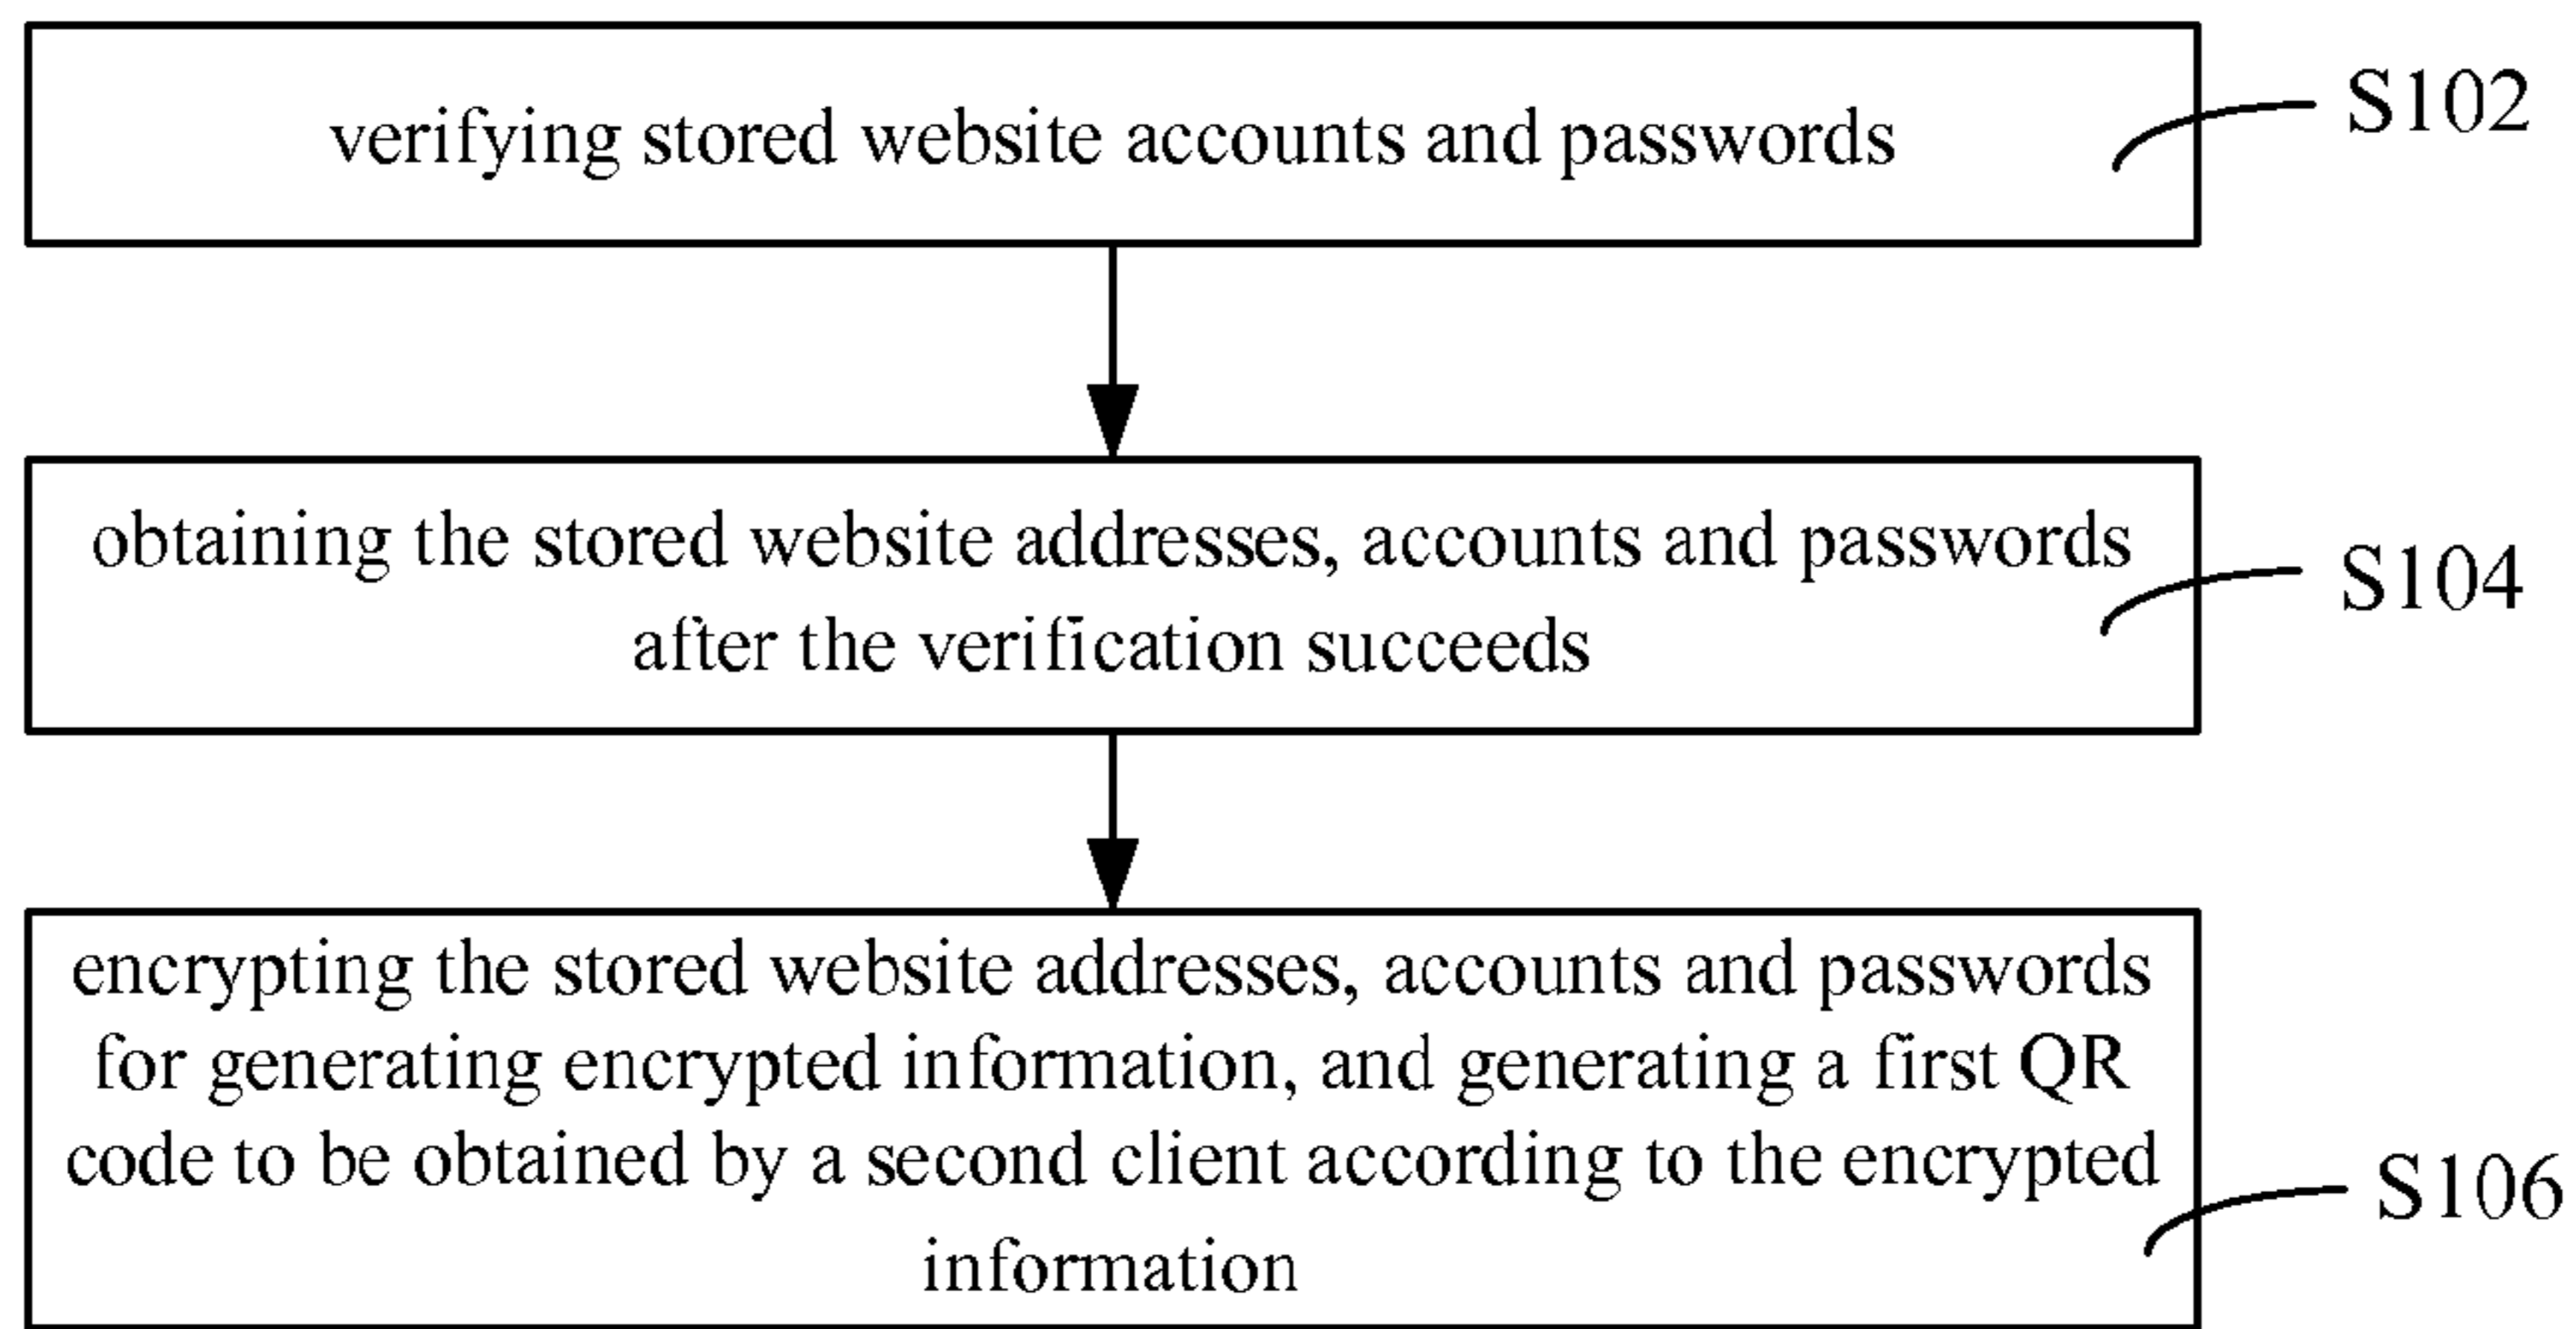 verifying stored website accounts and passwords
S102
obtaining the stored website addresses, accounts and passwords
after the verification succeeds
S104
encrypting the stored website addresses, accounts and passwords
for generating encrypted information, and generating a first QR
code to be obtained by a second client according to the encrypted
information
S106